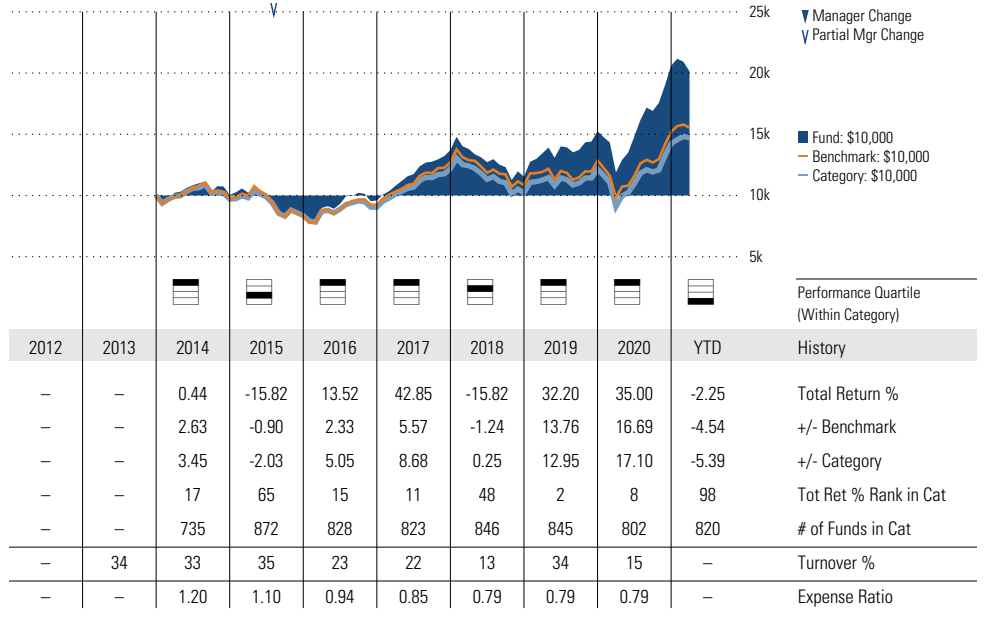 25k
Manager Change
Partial Mgr Change
20k
15k
Fund: $10,000
Benchmark: $10,000
Category: $10,000
10k
5k
Performance Quartile
(Within Category)
2012 2013 2014 2015 2016 2017 2018 2019 2020 YTD History
– – 0.44 -15.82 13.52 42.85 -15.82 32.20 35.00 -2.25 Total Return %
– – 2.63 -0.90 2.33 5.57 -1.24 13.76 16.69 -4.54 +/- Benchmark
– – 3.45 -2.03 5.05 8.68 0.25 12.95 17.10 -5.39 +/- Category
– – 17 65 15 11 48 2 8 98 Tot Ret % Rank in Cat
– – 735 872 828 823 846 845 802 820 # of Funds in Cat
– 34 33 35 23 22 13 34 15 – Turnover %
– – 1.20 1.10 0.94 0.85 0.79 0.79 0.79 – Expense Ratio